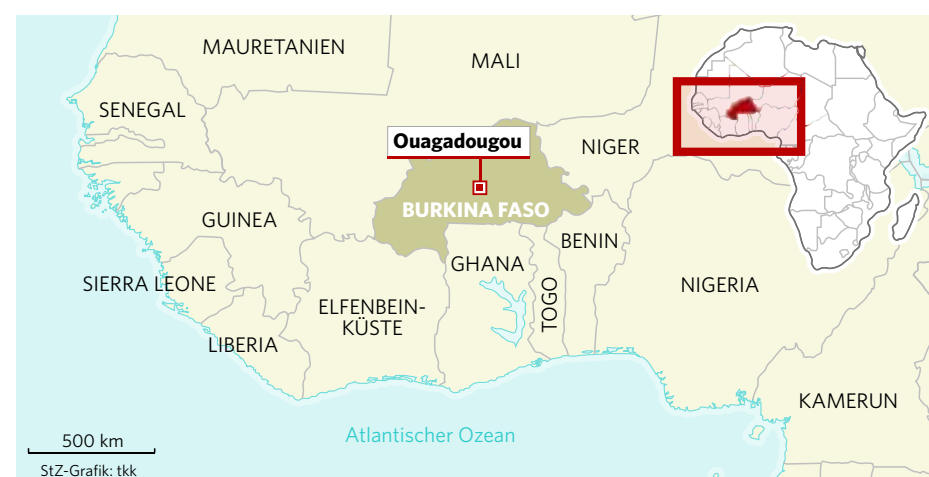 MAURETANIEN
MALI
SENEGAL
Ouagadougou
NIGER
BURKINA FASO
GUINEA
BENIN
GHANA
SIERRA LEONE
NIGERIA
TOGO
ELFENBEIN-
KÜSTE
LIBERIA
KAMERUN
Atlantischer Ozean
500 km
StZ-Grafik: tkk